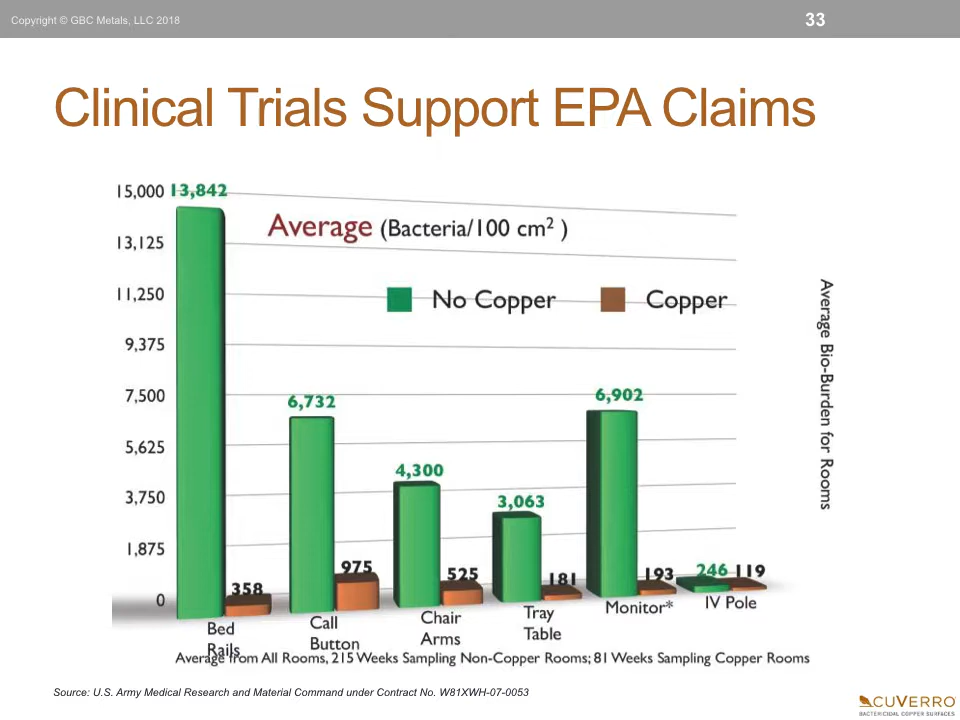 Copyright © GBC Metals, LLC 2018
33
Clinical Trials Support EPA Claims
15,000
13,842
Average (Bacteria/100 cm² )
13,125
11,250
No Copper
Copper
9,375
7,500
6,732
6,902
5,625
4,300
3,750
3,063
1,875
975
525
181
193
246
119
358
0
Bed
Rails
Call
Button
Chair
Arms
Tray
Table
Monitor*
IV Pole
Average Bio-Burden for Rooms
Average from All Rooms, 215 Weeks Sampling Non-Copper Rooms; 81 Weeks Sampling Copper Rooms
Source: U.S. Army Medical Research and Material Command under Contract No. W81XWH-07-0053
CUVERRO
BACTERICIDAL COPPER SURFACES